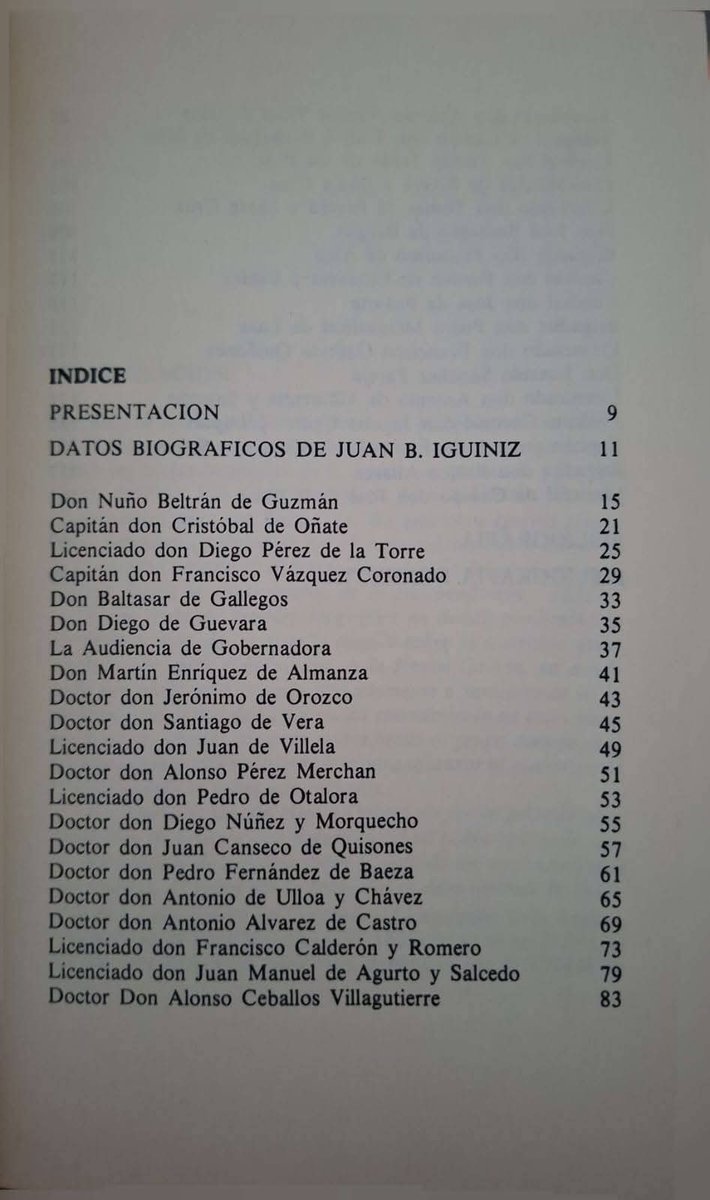 INDICE
PRESENTACION 9
DATOS BIOGRAFICOS DE JUAN B. IGUINIZ 11
Don Nuño Beltrán de Guzmán 15
Capitán don Cristóbal de Oñate 21
Licenciado don Diego Pérez de la Torre 25
Capitán don Francisco Vázquez Coronado 29
Don Baltasar de Gallegos 33
Don Diego de Guevara 35
La Audiencia de Gobernadora 37
Don Martín Enríquez de Almanza 41
Doctor don Jerónimo de Orozco 43
Doctor don Santiago de Vera 45
Licenciado don Juan de Villela 49
Doctor don Alonso Pérez Merchan 51
Licenciado don Pedro de Otalora 53
Doctor don Diego Núñez y Morquecho 55
Doctor don Juan Canseco de Quisones 57
Doctor don Pedro Fernández de Baeza 61
Doctor don Antonio de Ulloa y Chávez 65
Doctor don Antonio Alvarez de Castro 69
Licenciado don Francisco Calderón y Romero 73
Licenciado don Juan Manuel de Agurto y Salcedo 79
Doctor Don Alonso Ceballos Villagutierre 83